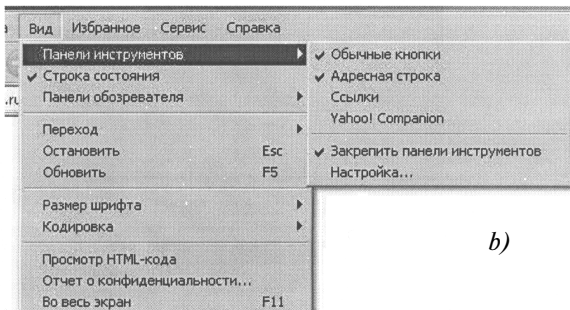 Вид Избранное Сервис Справка
Панели инструментов
✓ Строка состояния
Панели обозревателя
Переход
Остановить Esc
Обновить F5
Размер шрифта
Кодировка
Просмотр HTML-кода
Отчет о конфиденциальности...
Во весь экран F11
✓ Обычные кнопки
✓ Адресная строка
Ссылки
Yahoo! Companion
✓ Закрепить панели инструментов
Настройка...
b)